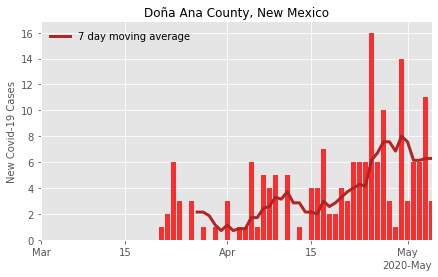 Doña Ana County, New Mexico
7 day moving average
New Covid-19 Cases
16
14
12
10
8
6
4
2
0
Mar 15 Apr 15 May
2020-May